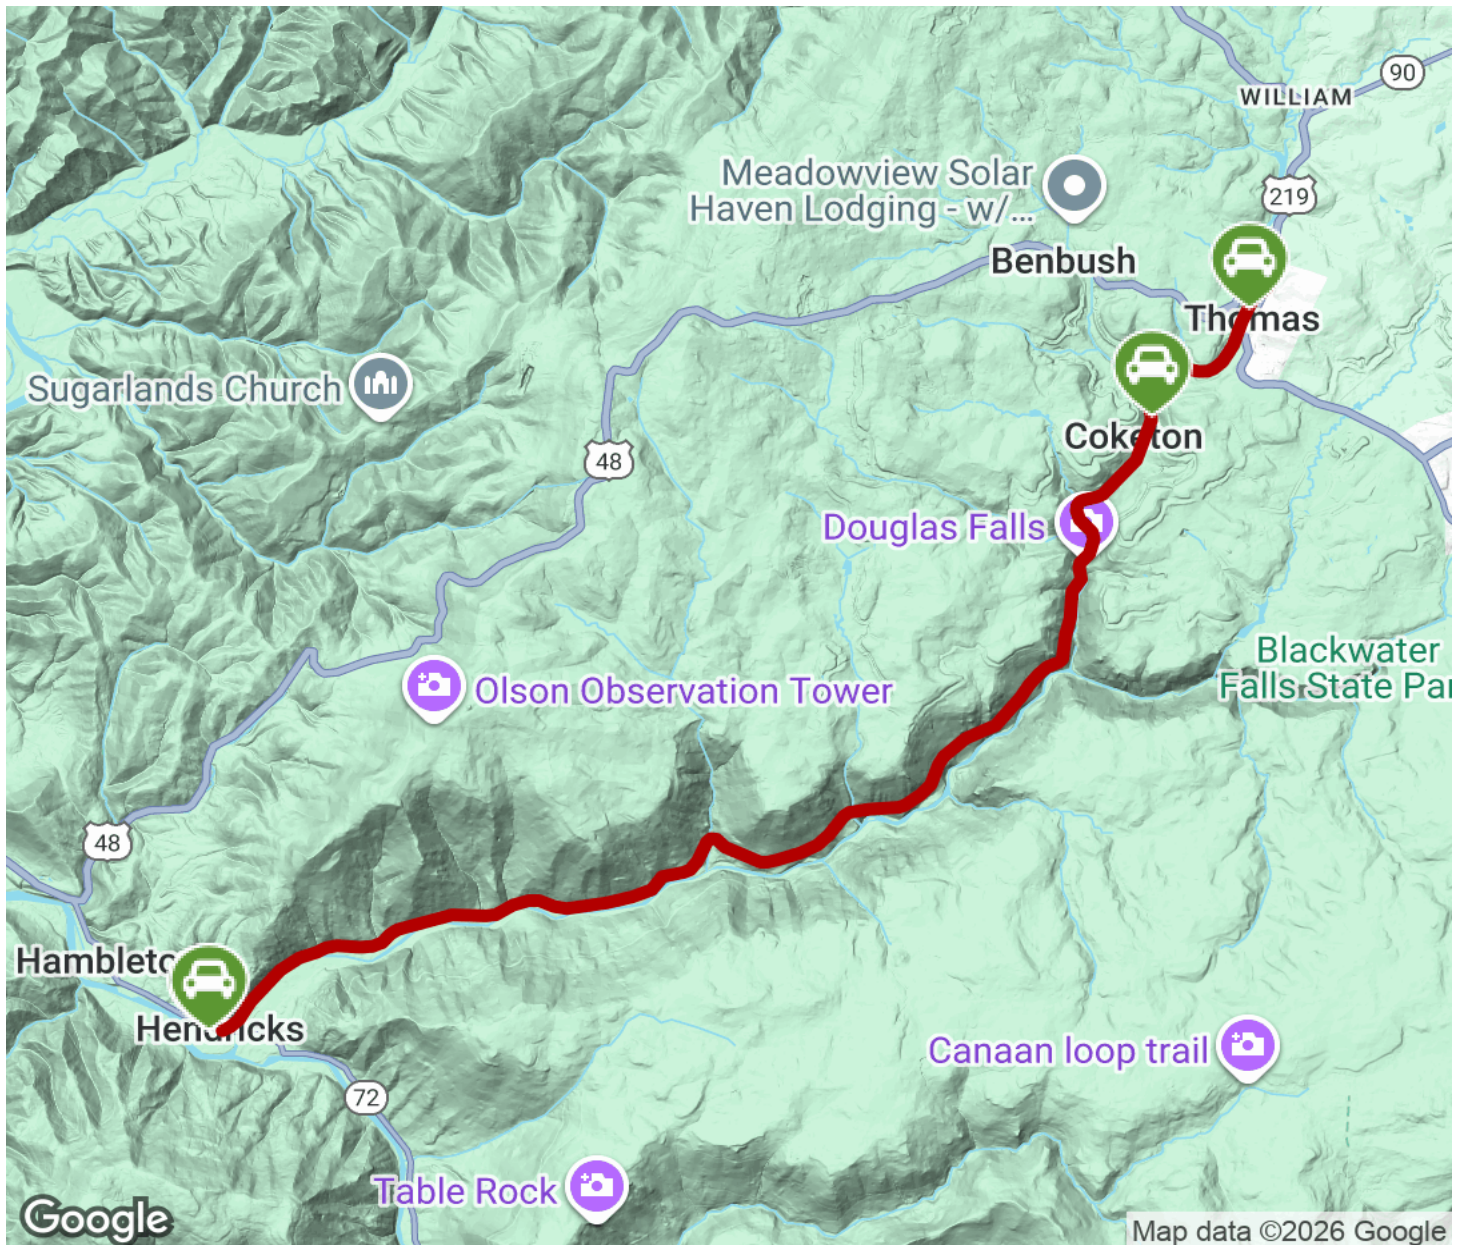 90
WILLIAM
Meadowview Solar
Haven Lodging - w/...
219
Benbush
Thomas
Sugarlands Church
Coketon
48
Douglas Falls
Blackwater
Falls State Par
Olson Observation Tower
48
Hambleto
Hendricks
Canaan loop trail
72
Table Rock
Google
Map data ©2026 Google